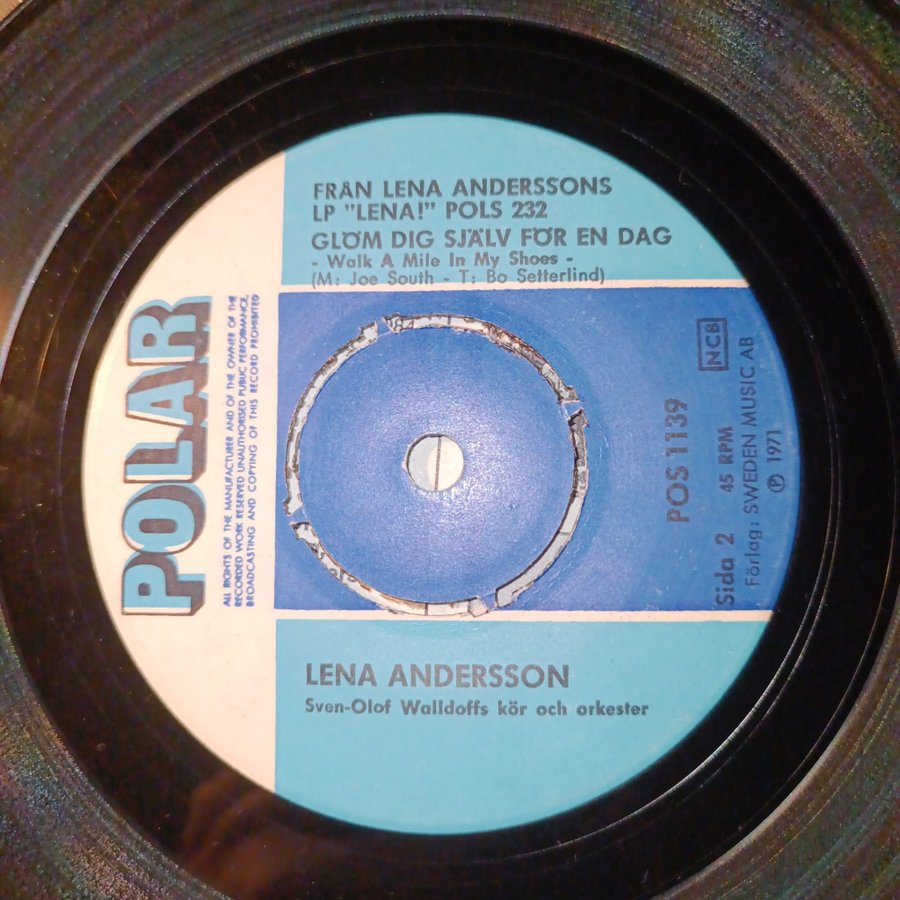 FRÅN LENA ANDERSSONS
LP "LENA!" POLS 232
GLÖM DIG SJÄLV FÖR EN DAG
- Walk A Mile In My Shoes -
(M: Joe South - T: Bo Setterlind)
POLAR
ALL RIGHTS OF THE MANUFACTURER AND OF THE OWNER OF THE
RECORDED WORK RESERVED UNAUTHORISED PUBLIC PERFORMANCE,
BROADCASTING AND COPYING OF THIS RECORD PROHIBITED
NCB
POS 1139
Sida 2 45 RPM
Förlag: SWEDEN MUSIC AB
Ⓟ 1971
LENA ANDERSSON
Sven-Olof Walldoffs kör och orkester